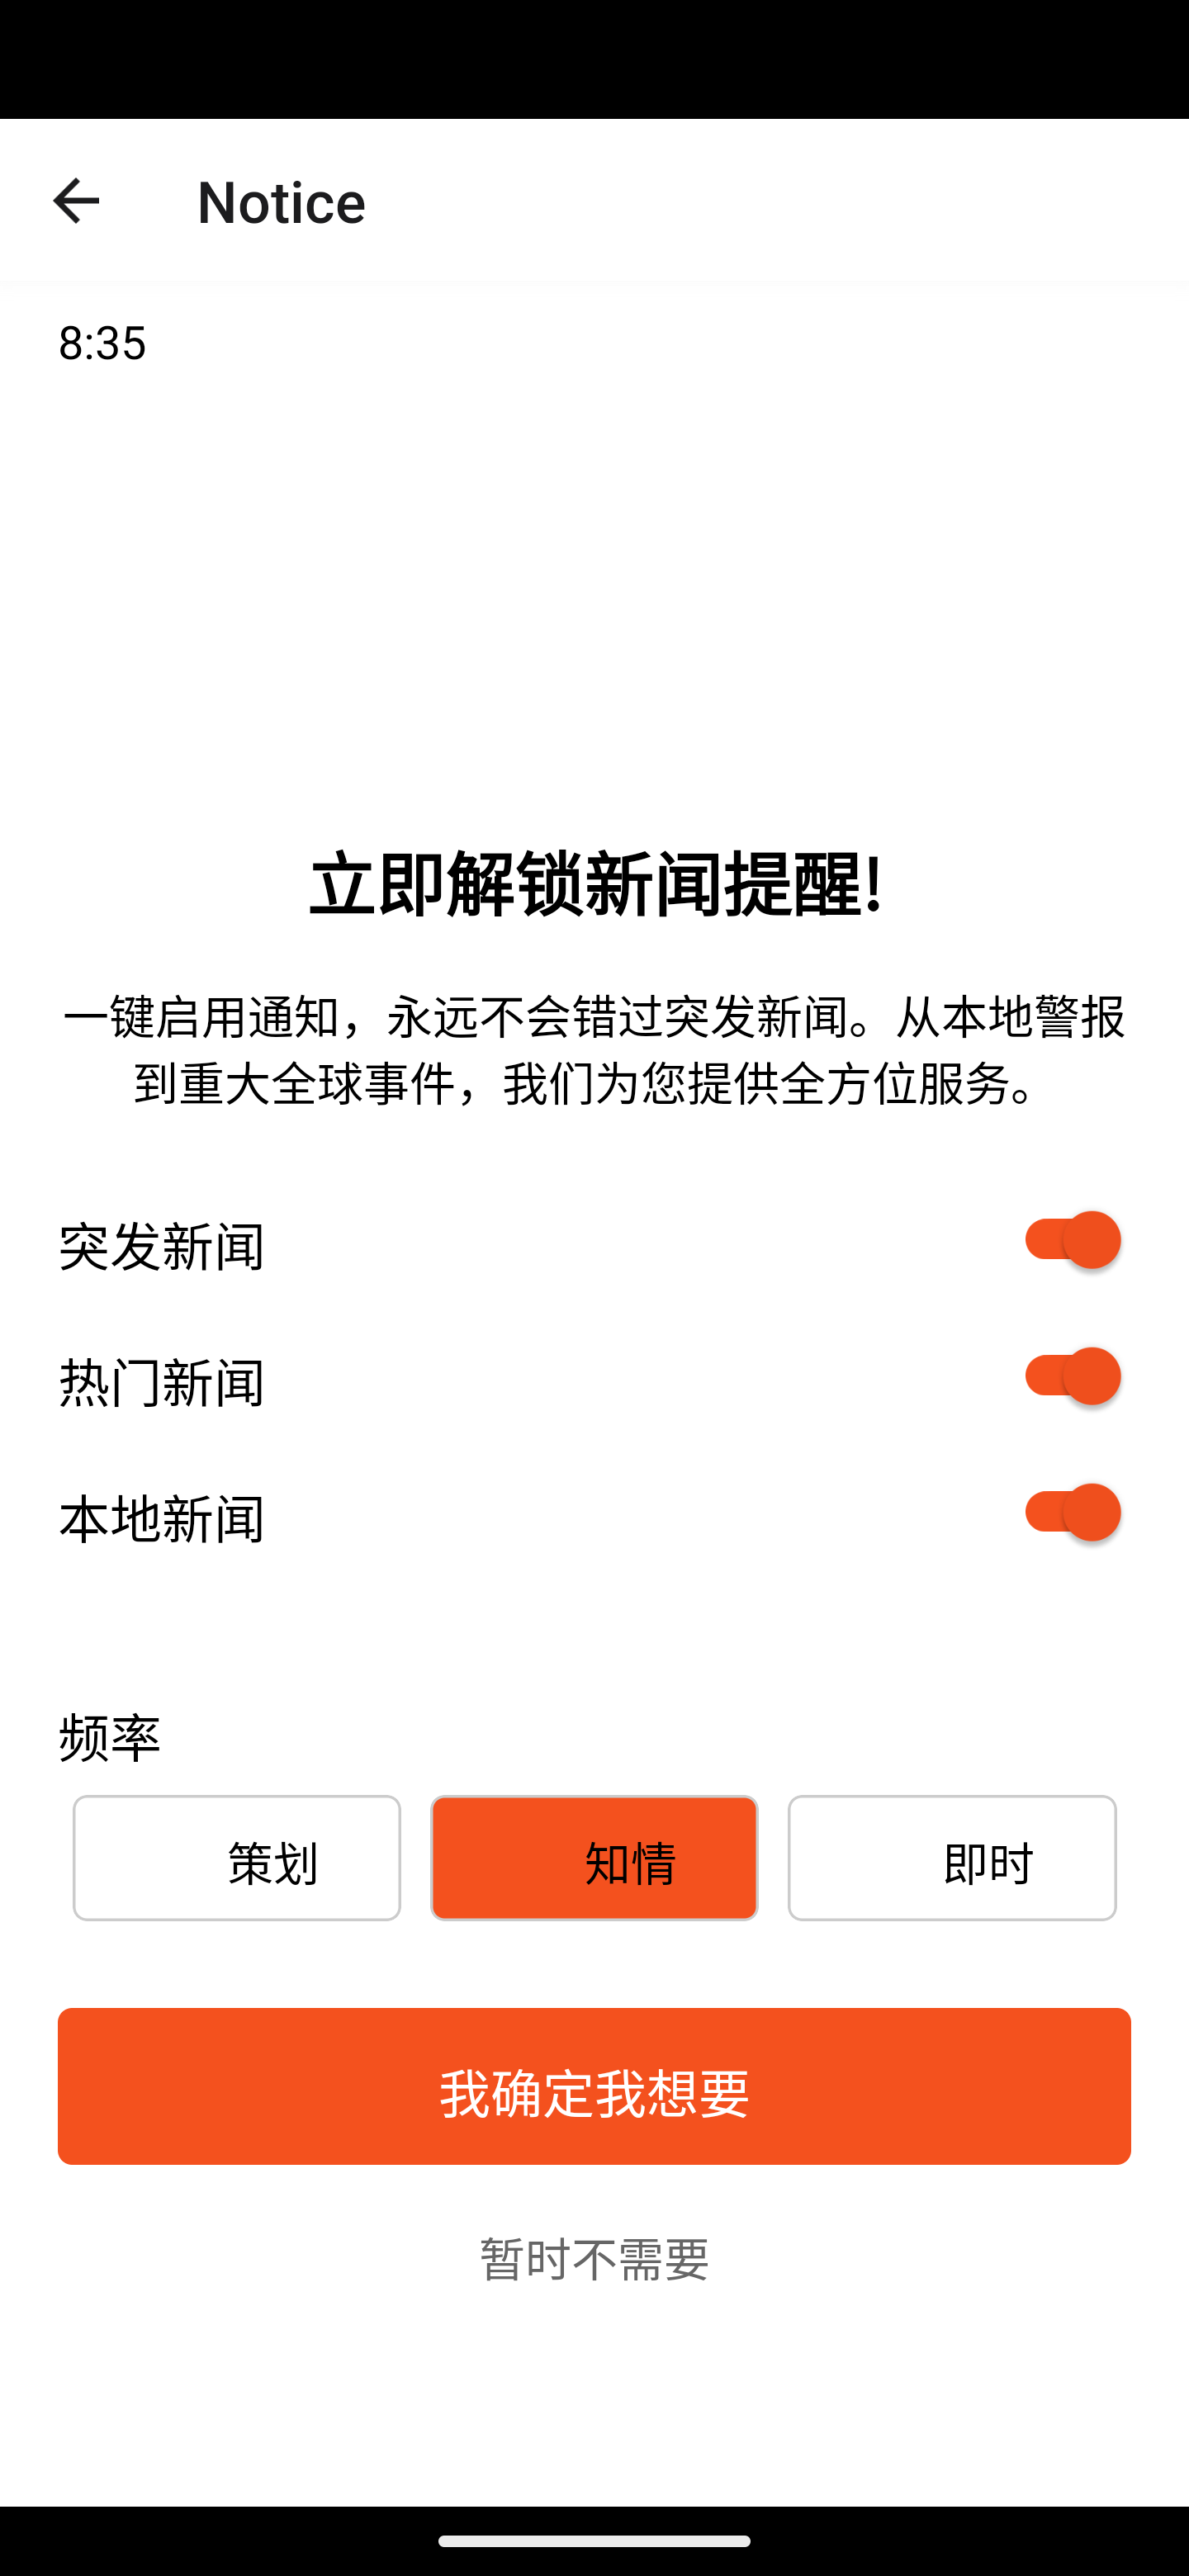 Notice
8:35
立即解锁新闻提醒!
一键启用通知，永远不会错过突发新闻。从本地警报
到重大全球事件，我们为您提供全方位服务。
突发新闻
热门新闻
本地新闻
频率
策划 知情 即时
我确定我想要
暂时不需要